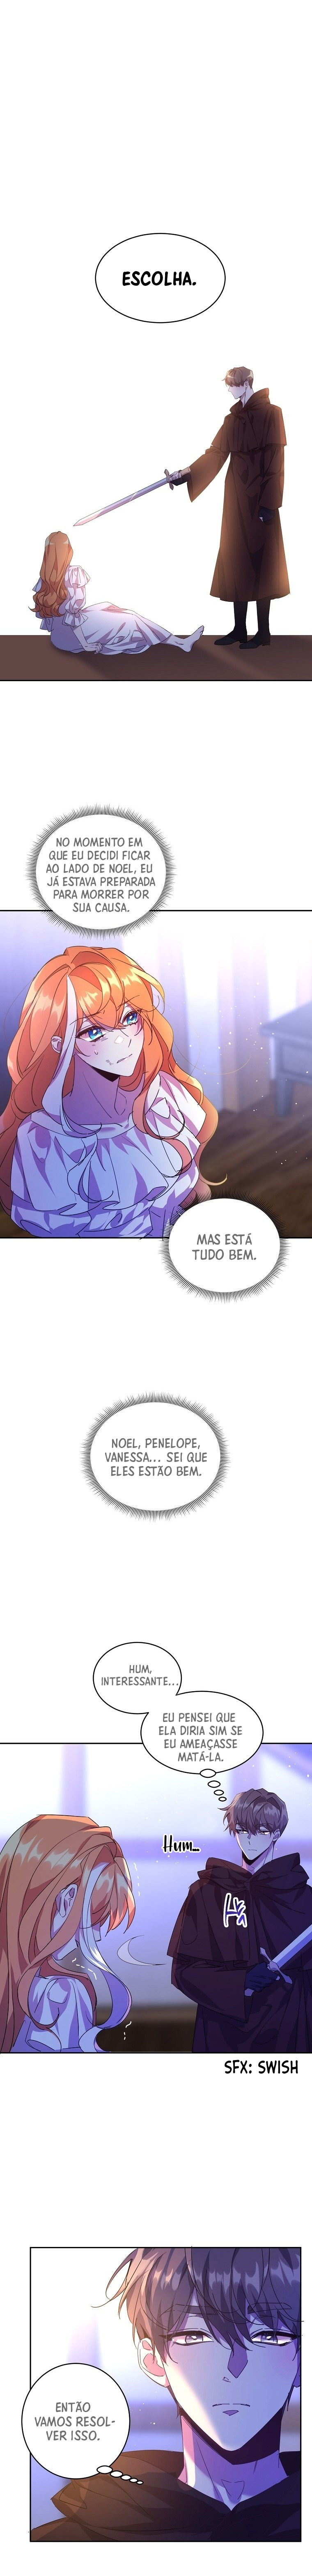 ESCOLHA.
NO MOMENTO EM
QUE EU DECIDI FICAR
AO LADO DE NOEL, EU
JÁ ESTAVA PREPARADA
PARA MORRER POR
SUA CAUSA.
MAS ESTÁ
TUDO BEM.
NOEL, PENELOPE,
VANESSA... SEI QUE
ELES ESTÃO BEM.
HUM,
INTERESSANTE...
EU PENSEI QUE
ELA DIRIA SIM SE
EU AMEAÇASSE
MATÁ-LA.
Hum...
SFX: SWISH
ENTÃO
VAMOS RESOL-
VER ISSO.